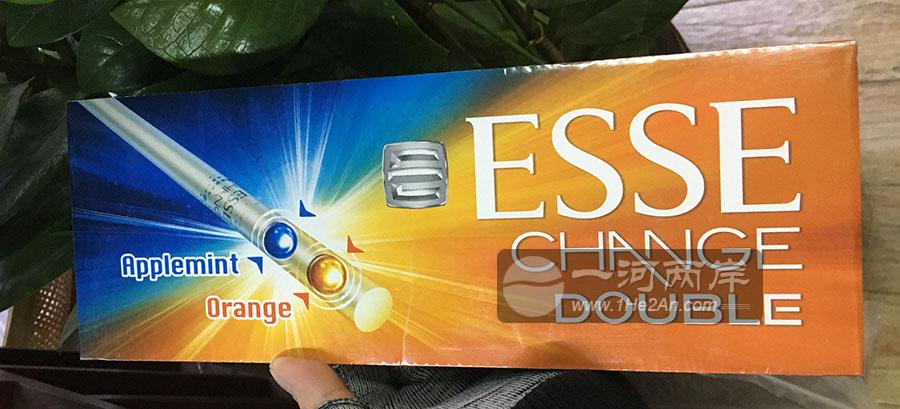 ESSE
CHANGE
DOUBLE
Applemint
Orange
一河两岸
www.1He2An.com